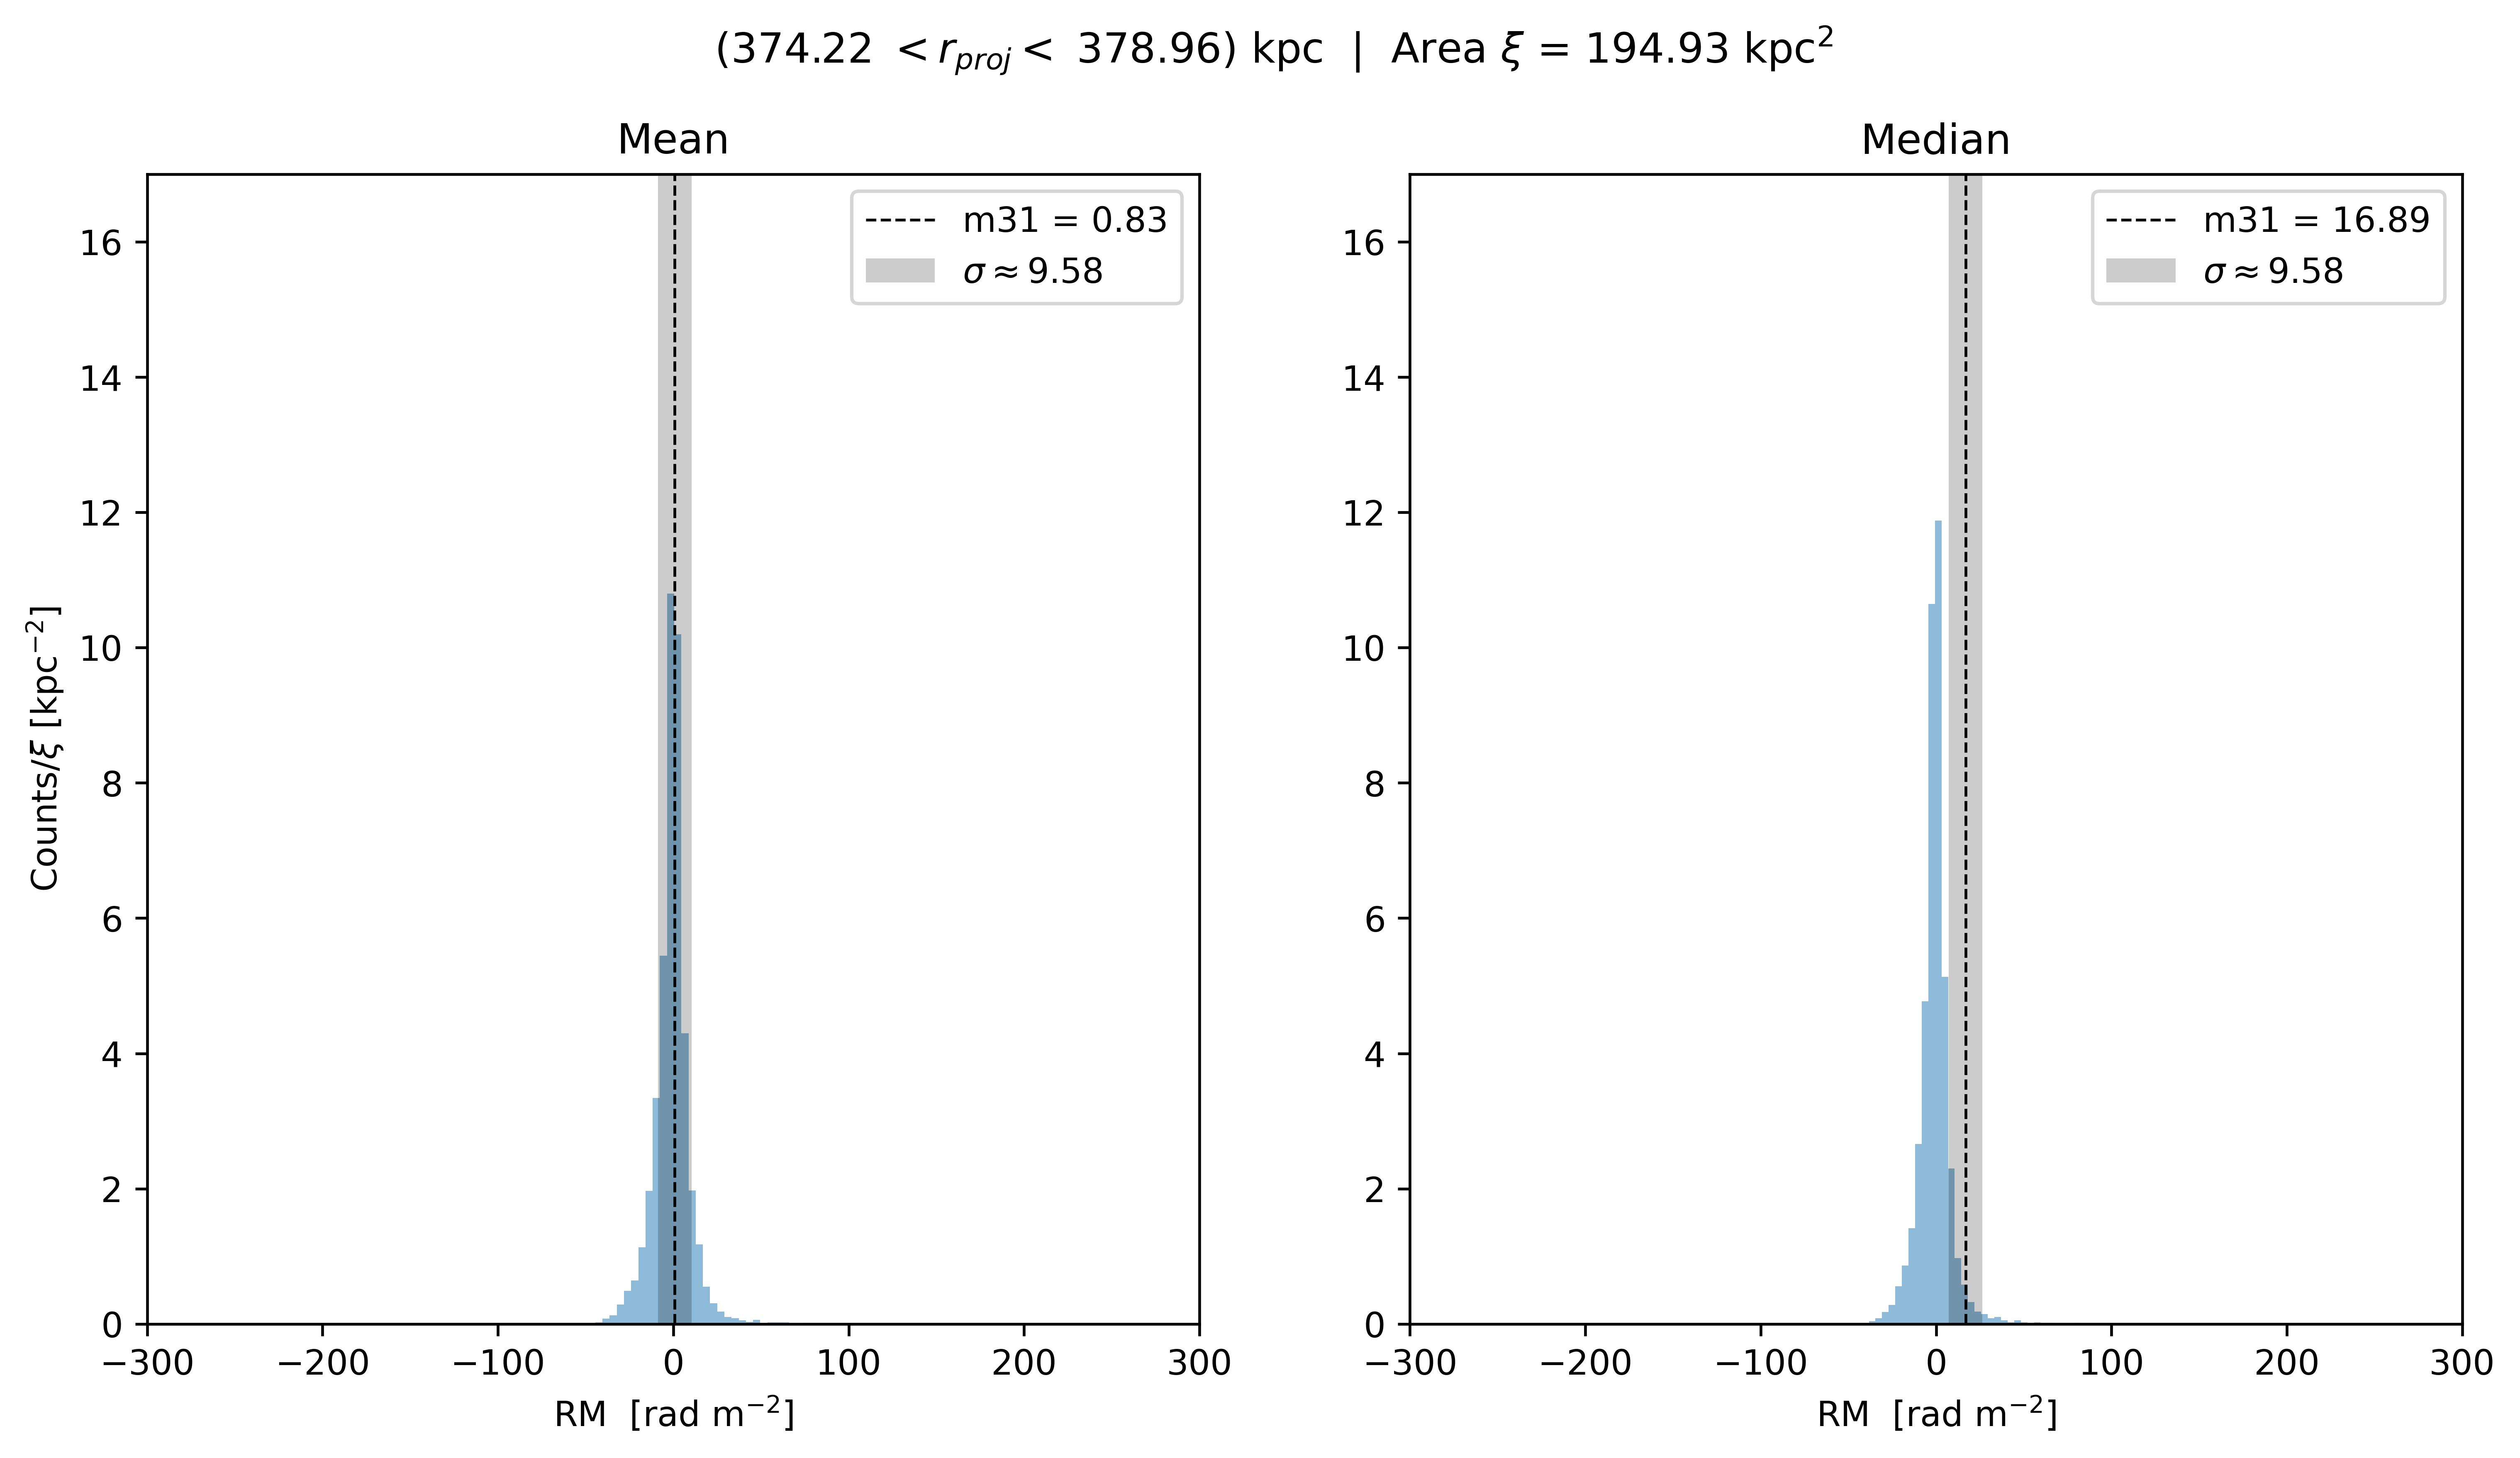 (374.22 < r_proj < 378.96) kpc | Area ξ = 194.93 kpc²
Mean
m31 = 0.83
σ ≈ 9.58
Counts/ξ [kpc⁻²]
16
14
12
10
8
6
4
2
0
−300 −200 −100 0 100 200 300
RM [rad m⁻²]
Median
m31 = 16.89
σ ≈ 9.58
16
14
12
10
8
6
4
2
0
−300 −200 −100 0 100 200 300
RM [rad m⁻²]